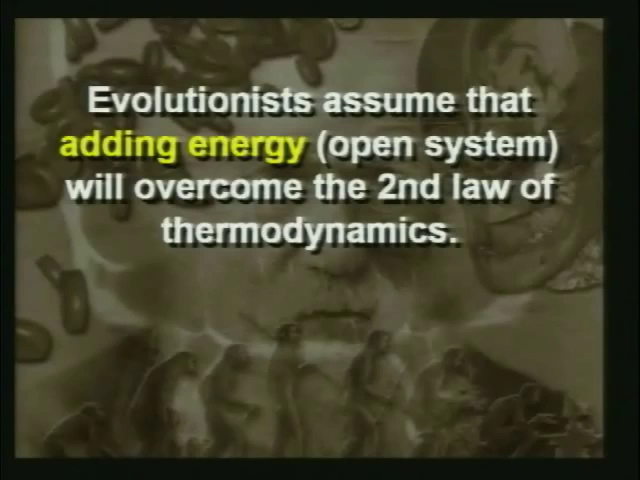 Evolutionists assume that
adding energy (open system)
will overcome the 2nd law of
thermodynamics.